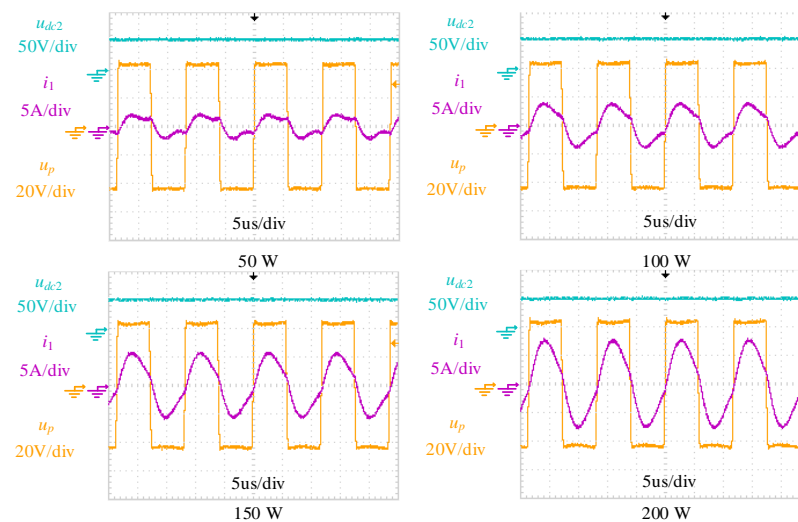 u_dc2
50V/div
i_1
5A/div
u_p
20V/div
5us/div
50 W
u_dc2
50V/div
i_1
5A/div
u_p
20V/div
5us/div
100 W
u_dc2
50V/div
i_1
5A/div
u_p
20V/div
5us/div
150 W
u_dc2
50V/div
i_1
5A/div
u_p
20V/div
5us/div
200 W